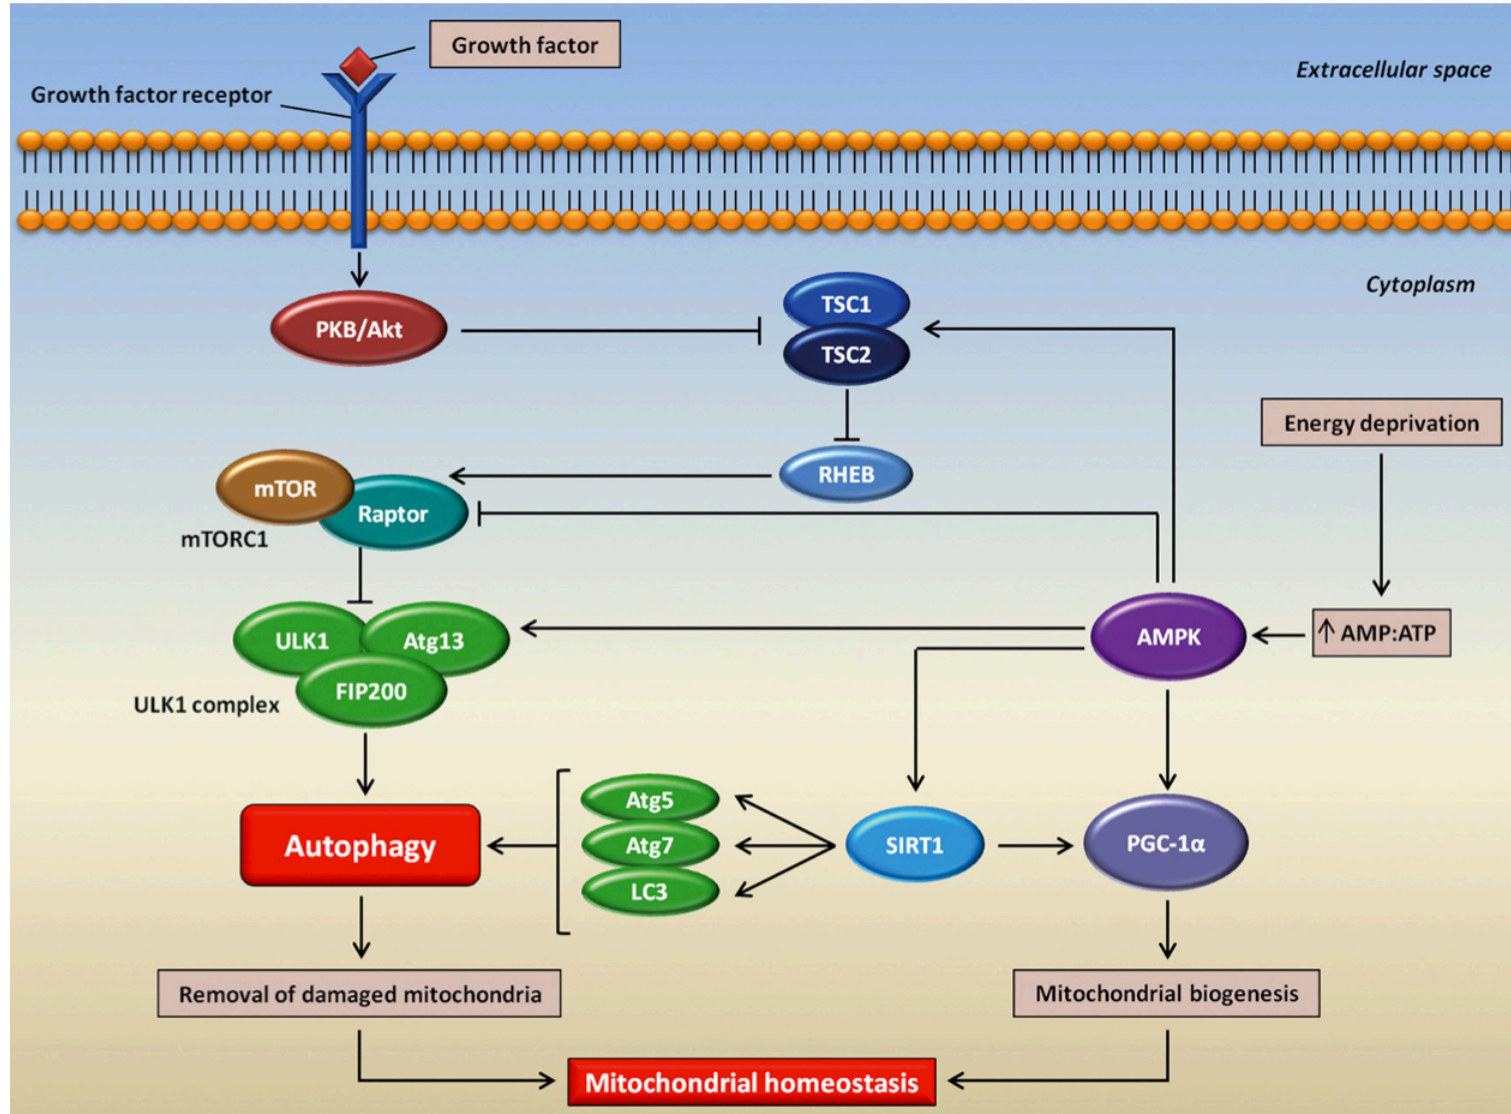 Growth factor
Extracellular space
Growth factor receptor
Cytoplasm
TSC1
PKB/Akt
TSC2
Energy deprivation
mTOR
RHEB
Raptor
mTORC1
ULK1
Atg13
AMPK
↑ AMP:ATP
FIP200
ULK1 complex
Atg5
Autophagy
Atg7
SIRT1
PGC-1α
LC3
Removal of damaged mitochondria
Mitochondrial biogenesis
Mitochondrial homeostasis